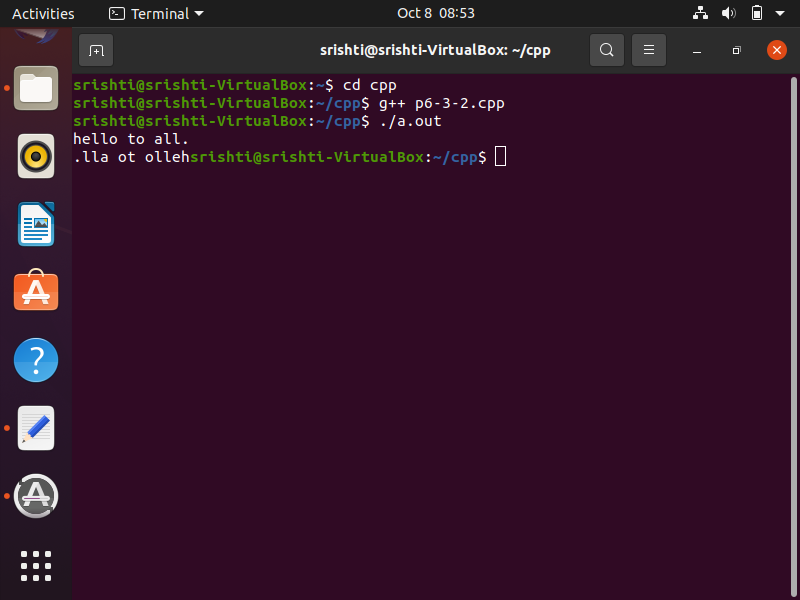 Activities Terminal Oct 8 08:53
srishti@srishti-VirtualBox: ~/cpp
srishti@srishti-VirtualBox:~$ cd cpp
srishti@srishti-VirtualBox:~/cpp$ g++ p6-3-2.cpp
srishti@srishti-VirtualBox:~/cpp$ ./a.out
hello to all.
.lla ot ollehsrishti@srishti-VirtualBox:~/cpp$